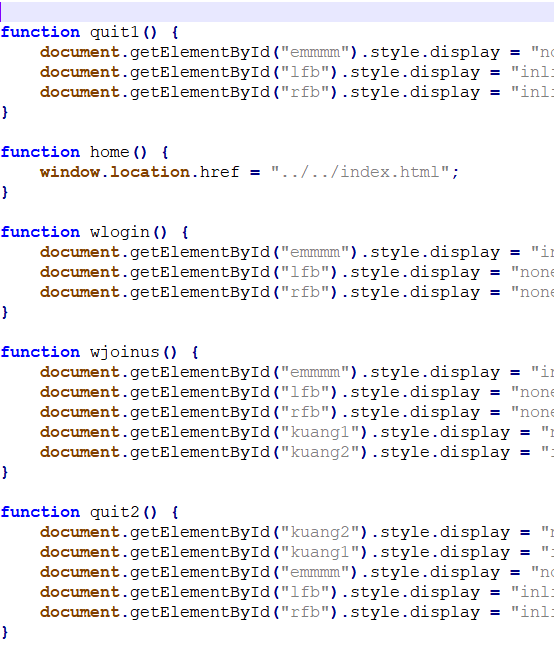 function quit1() {
    document.getElementById("emmmm").style.display = "no
    document.getElementById("lfb").style.display = "inli
    document.getElementById("rfb").style.display = "inli
}
function home() {
    window.location.href = "../../index.html";
}
function wlogin() {
    document.getElementById("emmmm").style.display = "in
    document.getElementById("lfb").style.display = "none
    document.getElementById("rfb").style.display = "none
}
function wjoinus() {
    document.getElementById("emmmm").style.display = "in
    document.getElementById("lfb").style.display = "none
    document.getElementById("rfb").style.display = "none
    document.getElementById("kuang1").style.display = "n
    document.getElementById("kuang2").style.display = "i
}
function quit2() {
    document.getElementById("kuang2").style.display = "n
    document.getElementById("kuang1").style.display = "i
    document.getElementById("emmmm").style.display = "no
    document.getElementById("lfb").style.display = "inli
    document.getElementById("rfb").style.display = "inli
}